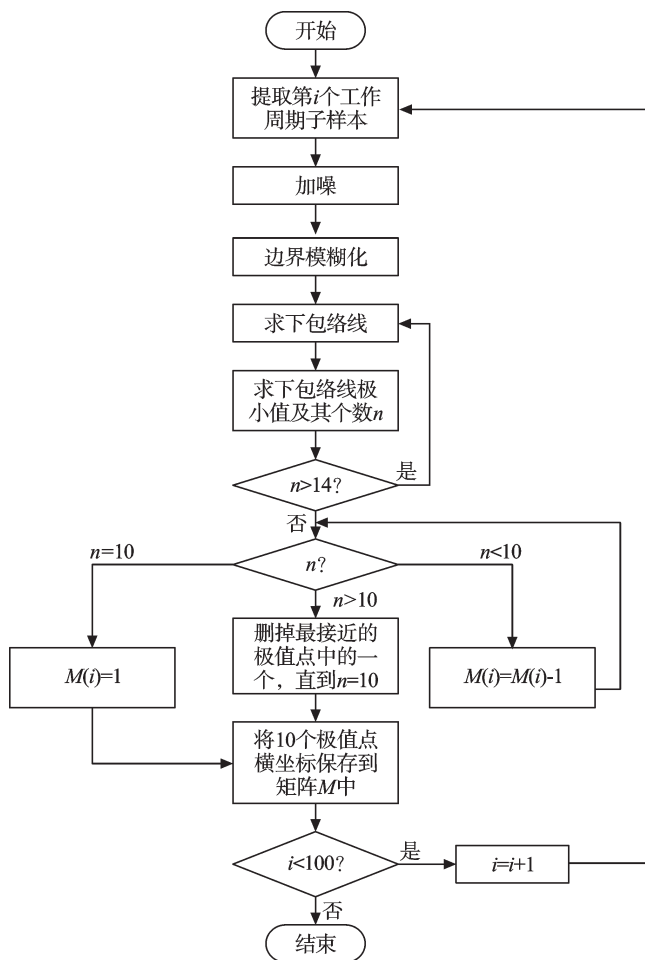 开始
提取第i个工作
周期子样本
加噪
边界模糊化
求下包络线
求下包络线极
小值及其个数n
n>14?
是
否
n=10
n?
n<10
n>10
M(i)=1
删掉最接近的
极值点中的一
个，直到n=10
M(i)=M(i)-1
将10个极值点
横坐标保存到
矩阵M中
i<100?
是
i=i+1
否
结束